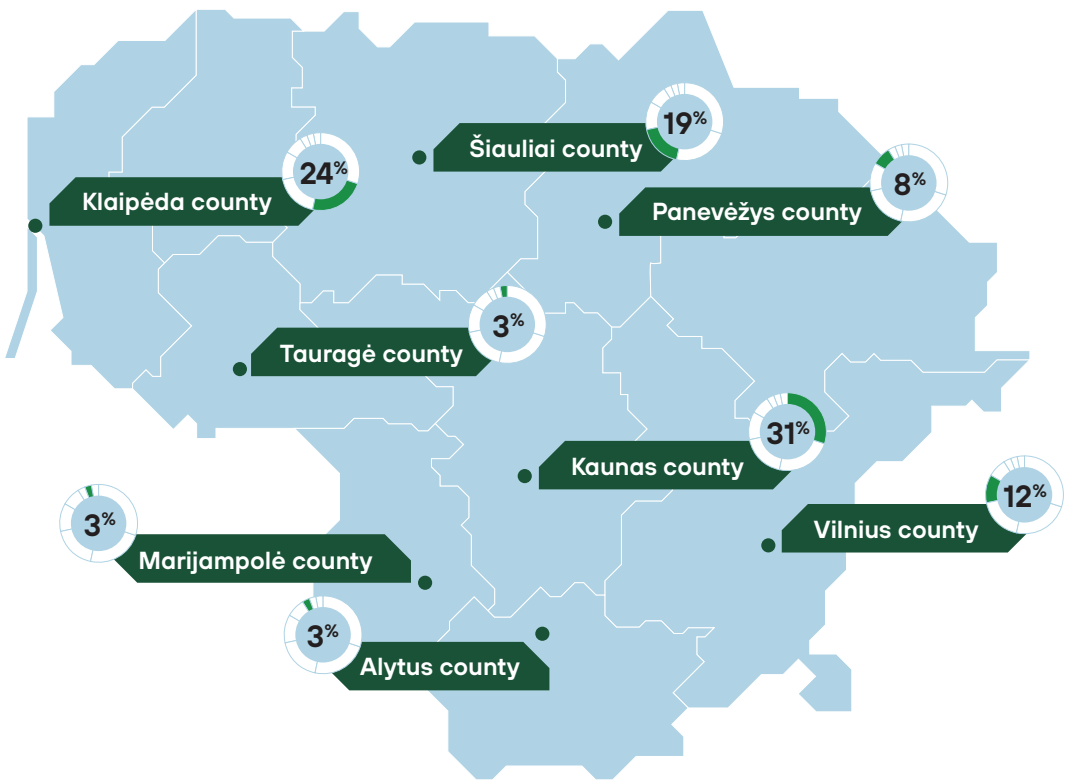 19%
Šiauliai county
24%
Klaipėda county
8%
Panevėžys county
3%
Tauragė county
31%
Kaunas county
12%
Vilnius county
3%
Marijampolė county
3%
Alytus county